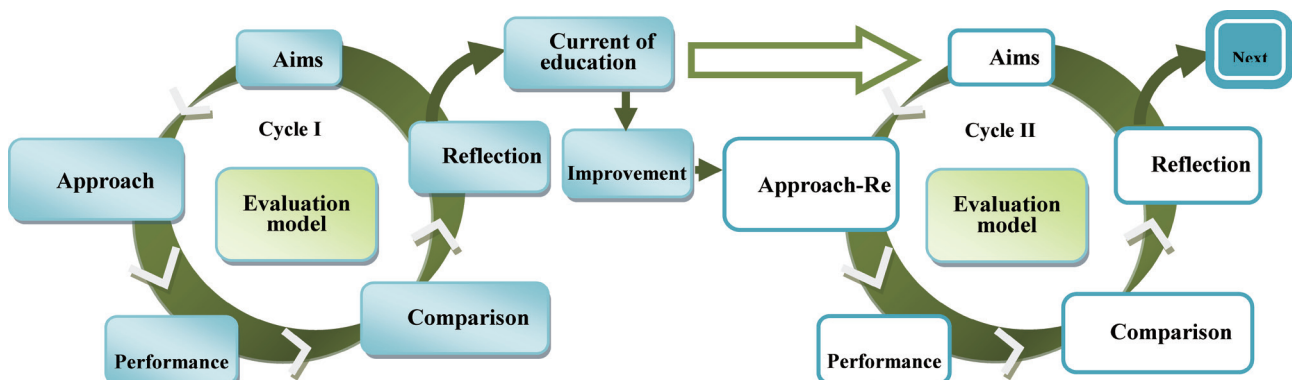 Aims
Cycle I
Approach
Evaluation
model
Reflection
Comparison
Performance
Current of
education
Improvement
Aims
Cycle II
Approach-Re
Evaluation
model
Reflection
Comparison
Performance
Next